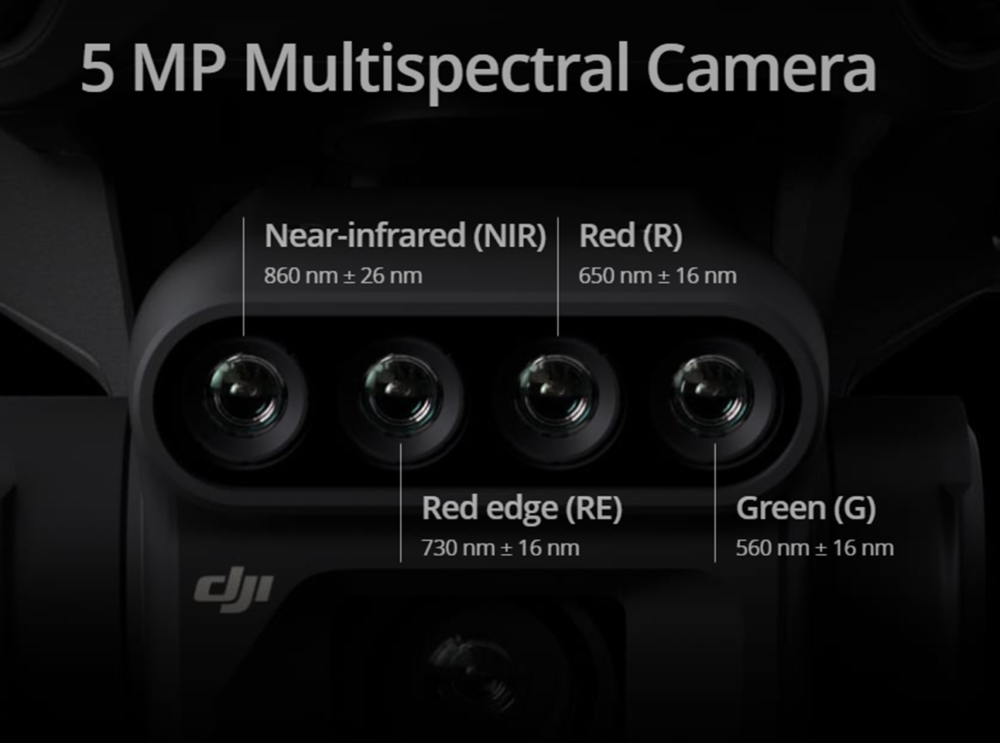 5 MP Multispectral Camera
Near-infrared (NIR)
860 nm ± 26 nm
Red (R)
650 nm ± 16 nm
Red edge (RE)
730 nm ± 16 nm
Green (G)
560 nm ± 16 nm
dji